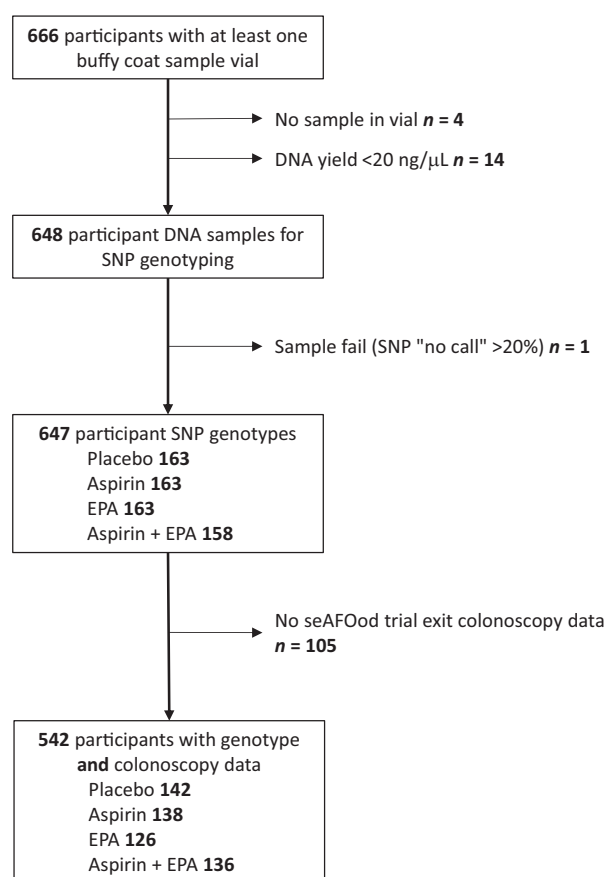 666 participants with at least one
buffy coat sample vial
No sample in vial n = 4
DNA yield <20 ng/μL n = 14
648 participant DNA samples for
SNP genotyping
Sample fail (SNP "no call" >20%) n = 1
647 participant SNP genotypes
Placebo 163
Aspirin 163
EPA 163
Aspirin + EPA 158
No seAFOod trial exit colonoscopy data
n = 105
542 participants with genotype
and colonoscopy data
Placebo 142
Aspirin 138
EPA 126
Aspirin + EPA 136